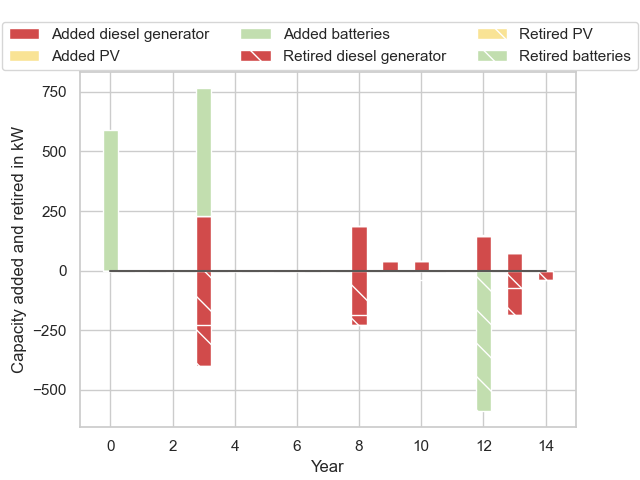 Added diesel generator Added batteries Retired PV
Added PV Retired diesel generator Retired batteries
750
500
250
0
−250
−500
Capacity added and retired in kW
0 2 4 6 8 10 12 14
Year